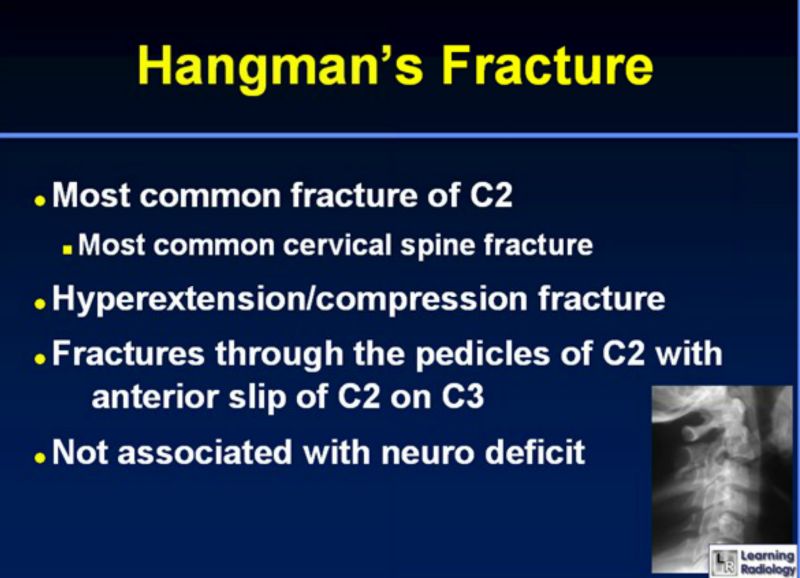 Hangman's Fracture
Most common fracture of C2
Most common cervical spine fracture
Hyperextension/compression fracture
Fractures through the pedicles of C2 with
anterior slip of C2 on C3
Not associated with neuro deficit
LR Learning
Radiology